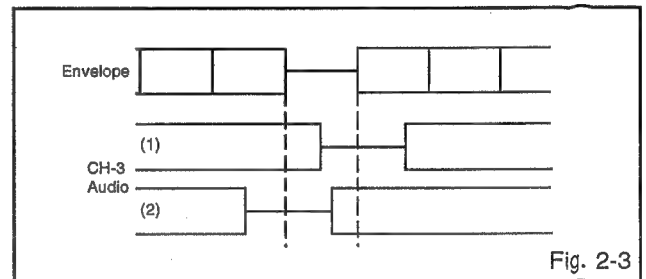 Envelope
(1)
CH-3
Audio
(2)
Fig. 2-3